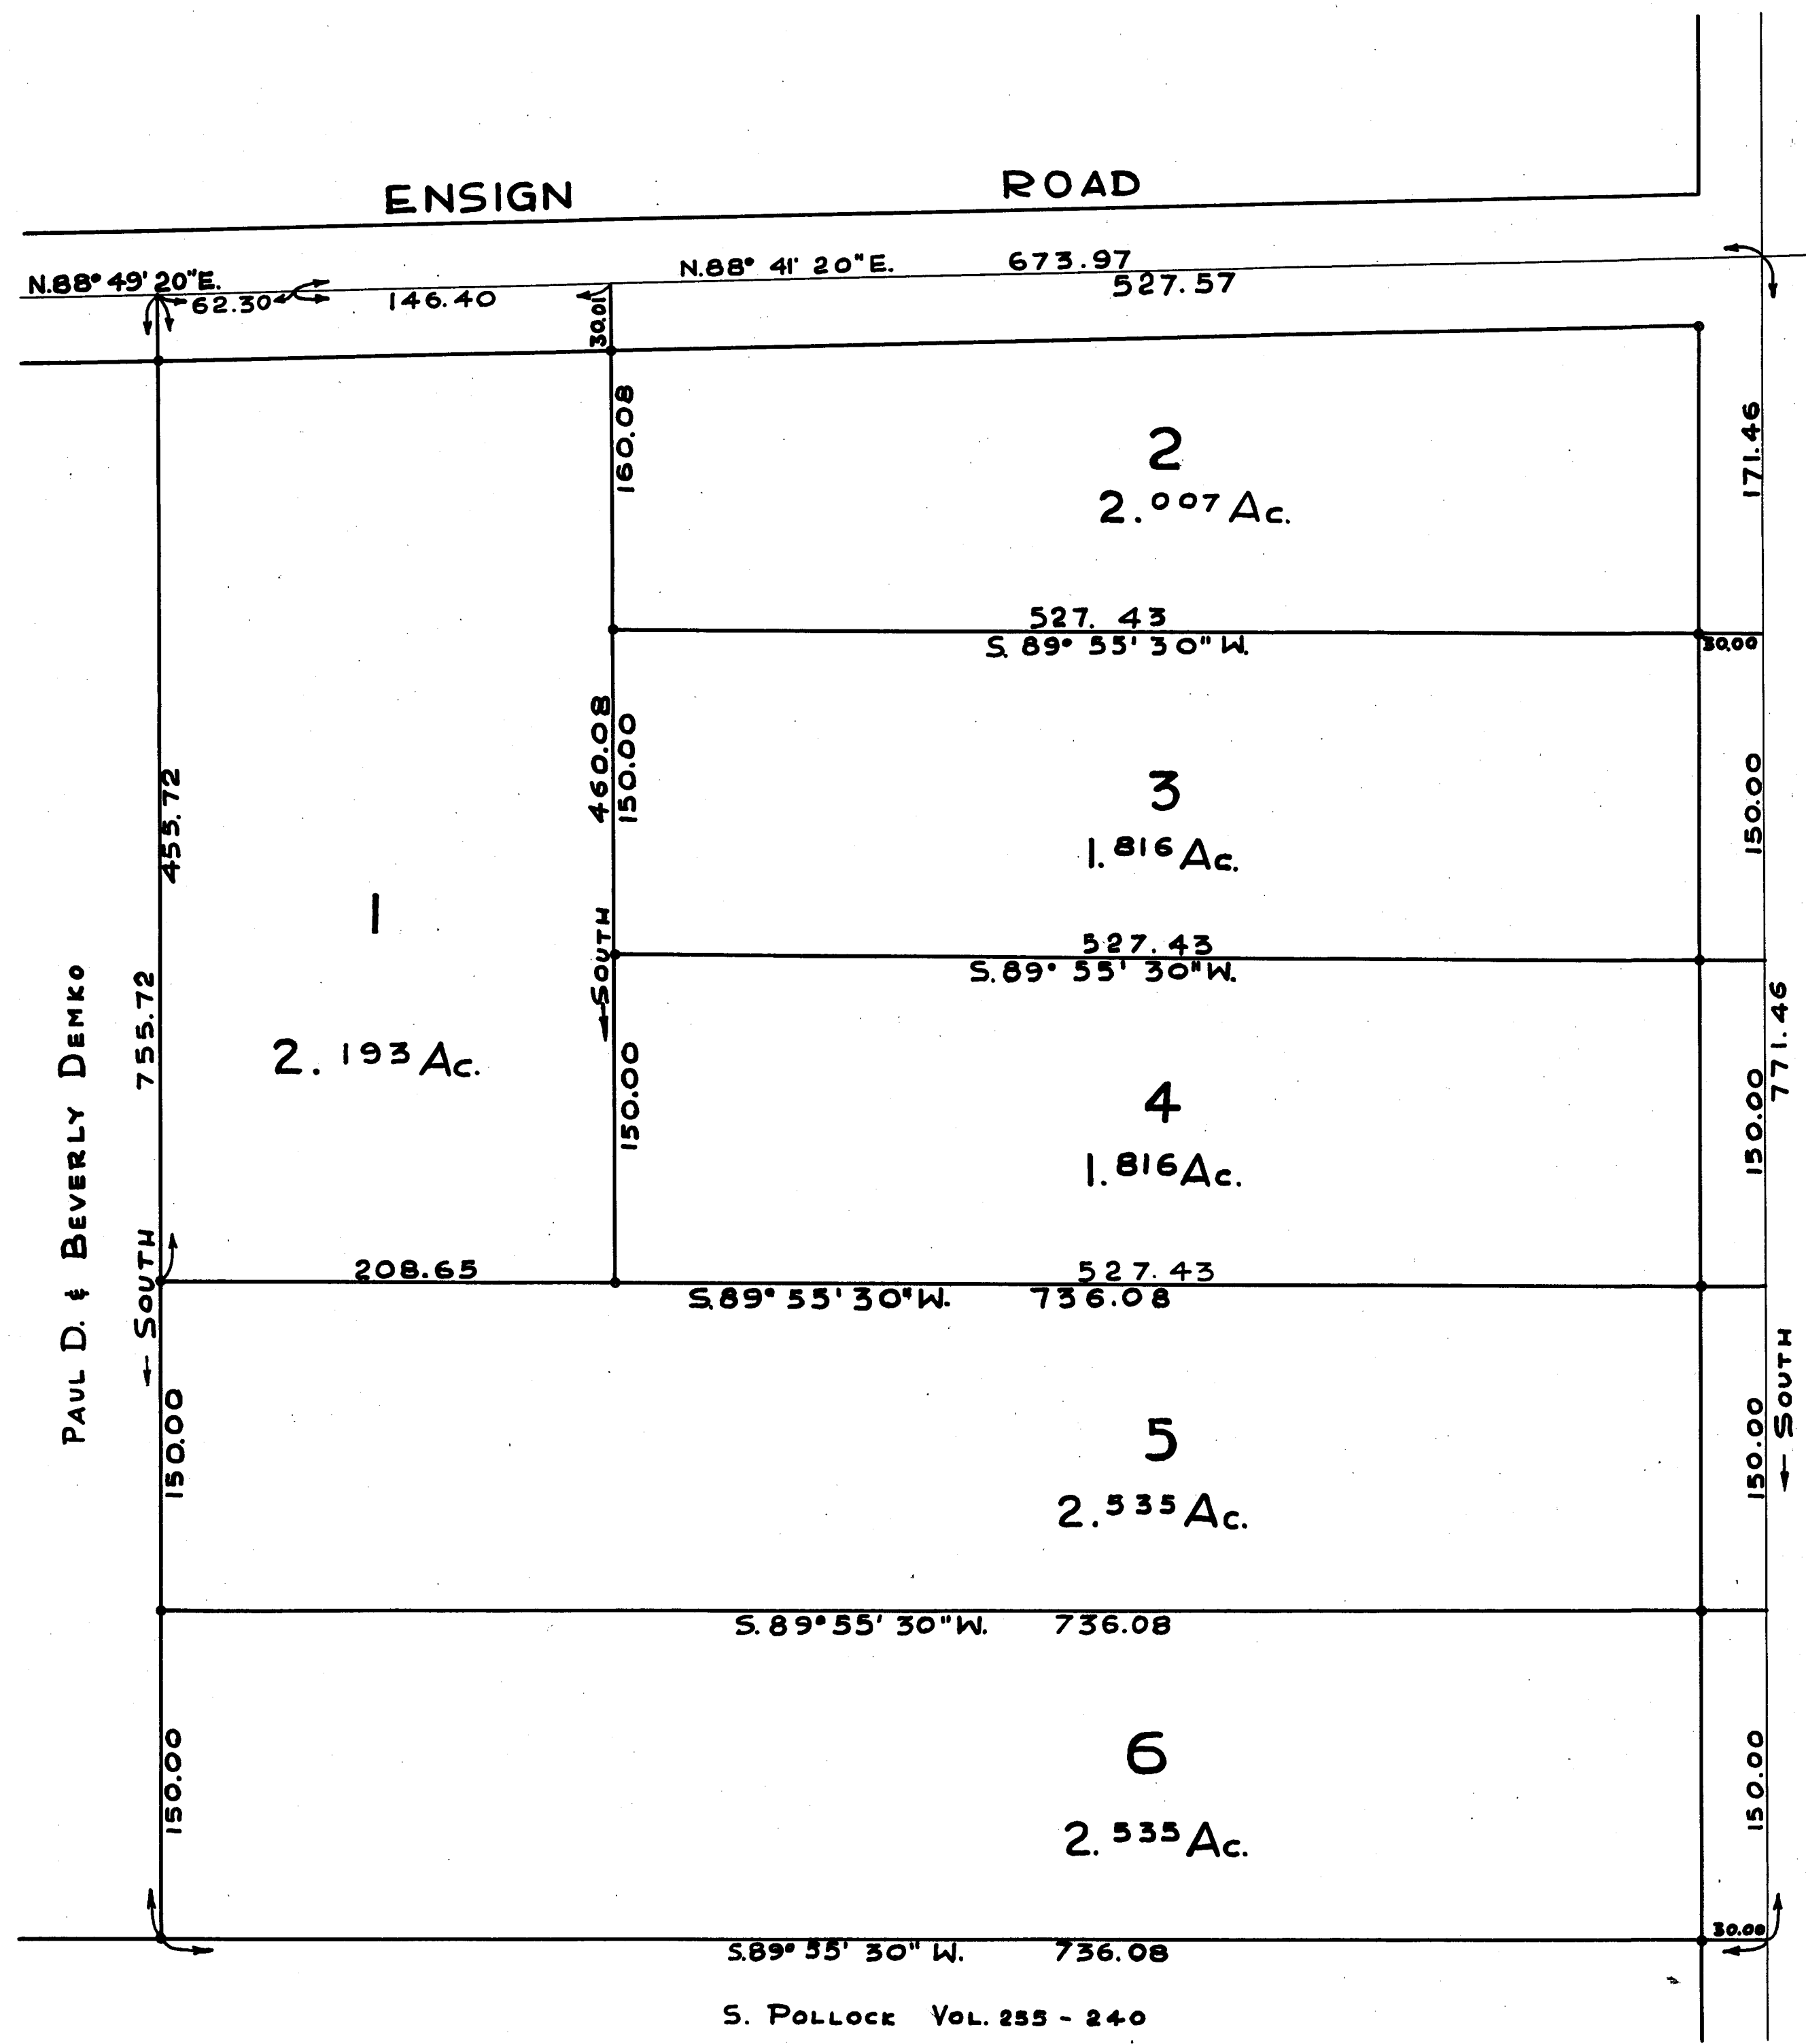 ENSIGN ROAD
N.88° 49' 20"E.
N.88° 41' 20"E. 673.97
62.30
146.40
527.57
30.01
160.08
171.46
2
2.007 Ac.
527.43
S. 89° 55' 30" W.
30.00
455.72
460.08
150.00
150.00
3
1.816 Ac.
1
SOUTH
527.43
S.89° 55' 30"W.
755.72
771.46
2.193 Ac.
PAUL D. & BEVERLY DEMKO
150.00
150.00
4
1.816 Ac.
SOUTH
208.65
527.43
S.89° 55' 30"W. 736.08
SOUTH
150.00
150.00
5
2.535 Ac.
S. 89° 55' 30"W. 736.08
150.00
150.00
6
2.535 Ac.
30.00
S.89° 55' 30" W. 736.08
S. POLLOCK VOL. 255 - 240